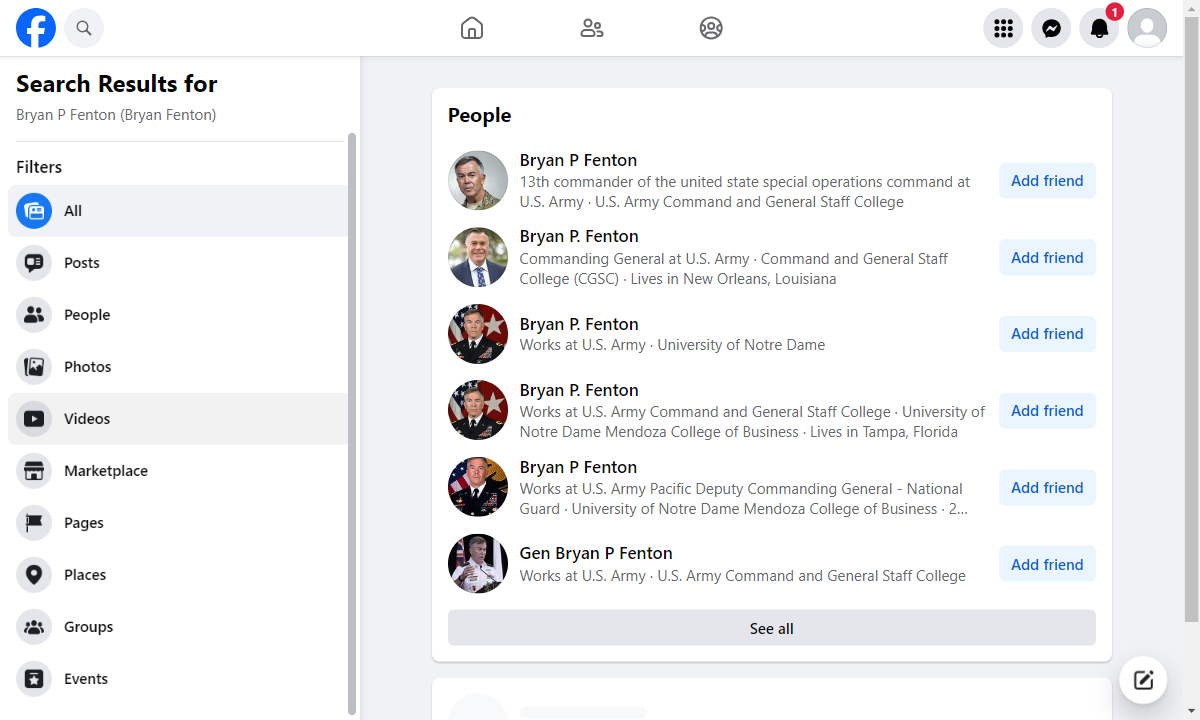 1
Search Results for
Bryan P Fenton (Bryan Fenton)
Filters
All
Posts
People
Photos
Videos
Marketplace
Pages
Places
Groups
Events
People
Bryan P Fenton
13th commander of the united state special operations command at
U.S. Army · U.S. Army Command and General Staff College
Add friend
Bryan P. Fenton
Commanding General at U.S. Army · Command and General Staff
College (CGSC) · Lives in New Orleans, Louisiana
Add friend
Bryan P. Fenton
Works at U.S. Army · University of Notre Dame
Add friend
Bryan P. Fenton
Works at U.S. Army Command and General Staff College · University of
Notre Dame Mendoza College of Business · Lives in Tampa, Florida
Add friend
Bryan P Fenton
Works at U.S. Army Pacific Deputy Commanding General - National
Guard · University of Notre Dame Mendoza College of Business · 2...
Add friend
Gen Bryan P Fenton
Works at U.S. Army · U.S. Army Command and General Staff College
Add friend
See all